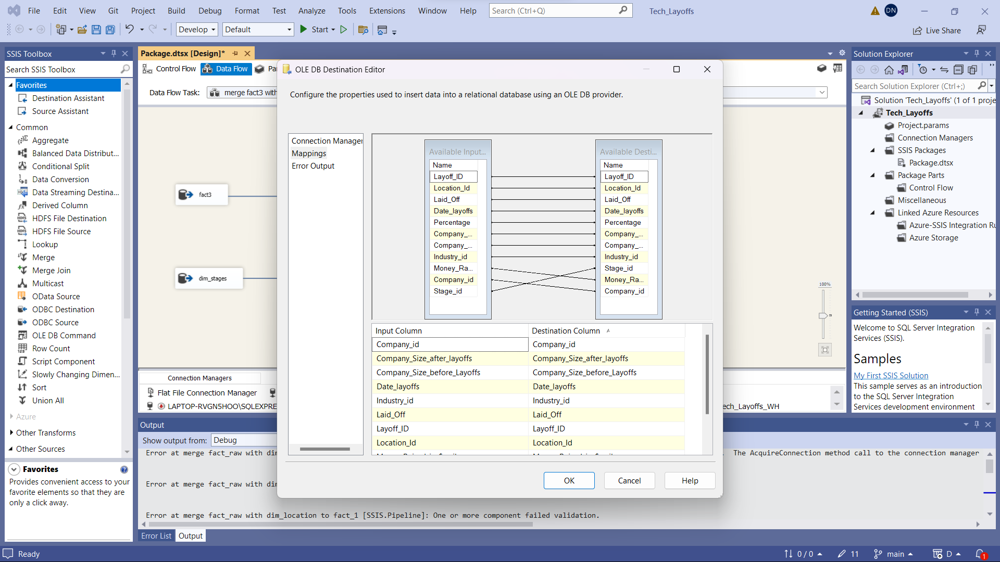 File Edit View Git Project Build Debug Format Test Analyze Tools Extensions Window Help Search (Ctrl+Q) Tech_Layoffs DN
Develop Default Start Live Share
SSIS Toolbox
Search SSIS Toolbox
Favorites
Destination Assistant
Source Assistant
Common
Aggregate
Balanced Data Distribut...
Conditional Split
Data Conversion
Data Streaming Destina...
Derived Column
HDFS File Destination
HDFS File Source
Lookup
Merge
Merge Join
Multicast
OData Source
ODBC Destination
ODBC Source
OLE DB Command
Row Count
Script Component
Slowly Changing Dimen...
Sort
Union All
Azure
Other Transforms
Other Sources
Favorites
Provides convenient access to your
favorite elements so that they are
only a click away.
Package.dtsx [Design]*
Control Flow Data Flow
Data Flow Task: merge fact3 with
fact3
dim_stages
100%
Connection Managers
Flat File Connection Manager
LAPTOP-RVGN5HOO\SQLEXPRE
ech_Layoffs_WH
OLE DB Destination Editor
Configure the properties used to insert data into a relational database using an OLE DB provider.
Connection Manager
Mappings
Error Output
Available Input...
Name
Layoff_ID
Location_Id
Laid_Off
Date_layoffs
Percentage
Company_...
Company_...
Industry_id
Money_Ra...
Company_id
Stage_id
Available Desti...
Name
Layoff_ID
Location_Id
Laid_Off
Date_layoffs
Percentage
Company_...
Company_...
Industry_id
Stage_id
Money_Ra...
Company_id
Input Column Destination Column
Company_id Company_id
Company_Size_after_layoffs Company_Size_after_layoffs
Company_Size_before_Layoffs Company_Size_before_Layoffs
Date_layoffs Date_layoffs
Industry_id Industry_id
Laid_Off Laid_Off
Layoff_ID Layoff_ID
Location_Id Location_Id
OK Cancel Help
Output
Show output from: Debug
Error at merge fact_raw with di
. The AcquireConnection method call to the connection manager
Error at merge fact_raw with di
Error at merge fact_raw with dim_location to fact_1 [SSIS.Pipeline]: One or more component failed validation.
Error List Output
Solution Explorer
Search Solution Explorer (Ctrl+;)
Solution 'Tech_Layoffs' (1 of 1 proje
Tech_Layoffs
Project.params
Connection Managers
SSIS Packages
Package.dtsx
Package Parts
Control Flow
Miscellaneous
Linked Azure Resources
Azure-SSIS Integration Ru
Azure Storage
Getting Started (SSIS)
Welcome to SQL Server Integration
Services (SSIS).
Samples
My First SSIS Solution
This sample serves as an introduction
to the SQL Server Integration
Services development environment
Ready 0 / 0 11 main D 1